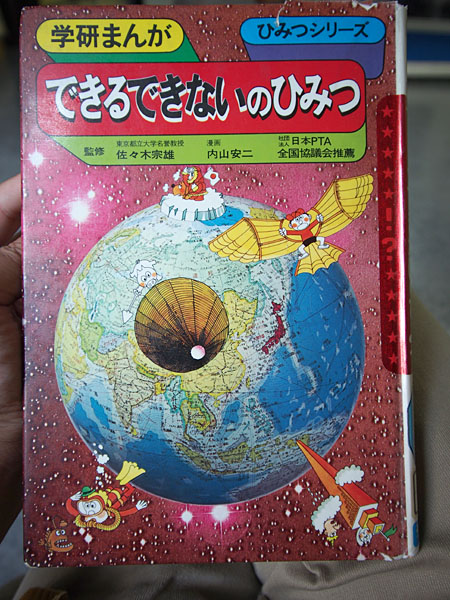 学研まんが
ひみつシリーズ
できるできないのひみつ
監修
東京都立大学名誉教授
佐々木宗雄
漫画
内山安二
社団法人
日本PTA
全国協議会推薦
!?